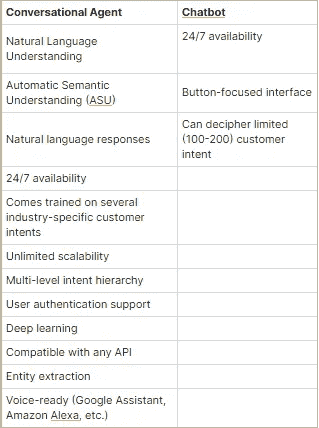 Conversational Agent Chatbot
Natural Language 24/7 availability
Understanding
Automatic Semantic
Understanding (ASU) Button-focused interface
Natural language responses Can decipher limited
(100-200) customer
intent
24/7 availability
Comes trained on several
industry-specific customer
intents
Unlimited scalability
Multi-level intent hierarchy
User authentication support
Deep learning
Compatible with any API
Entity extraction
Voice-ready (Google Assistant,
Amazon Alexa, etc.)